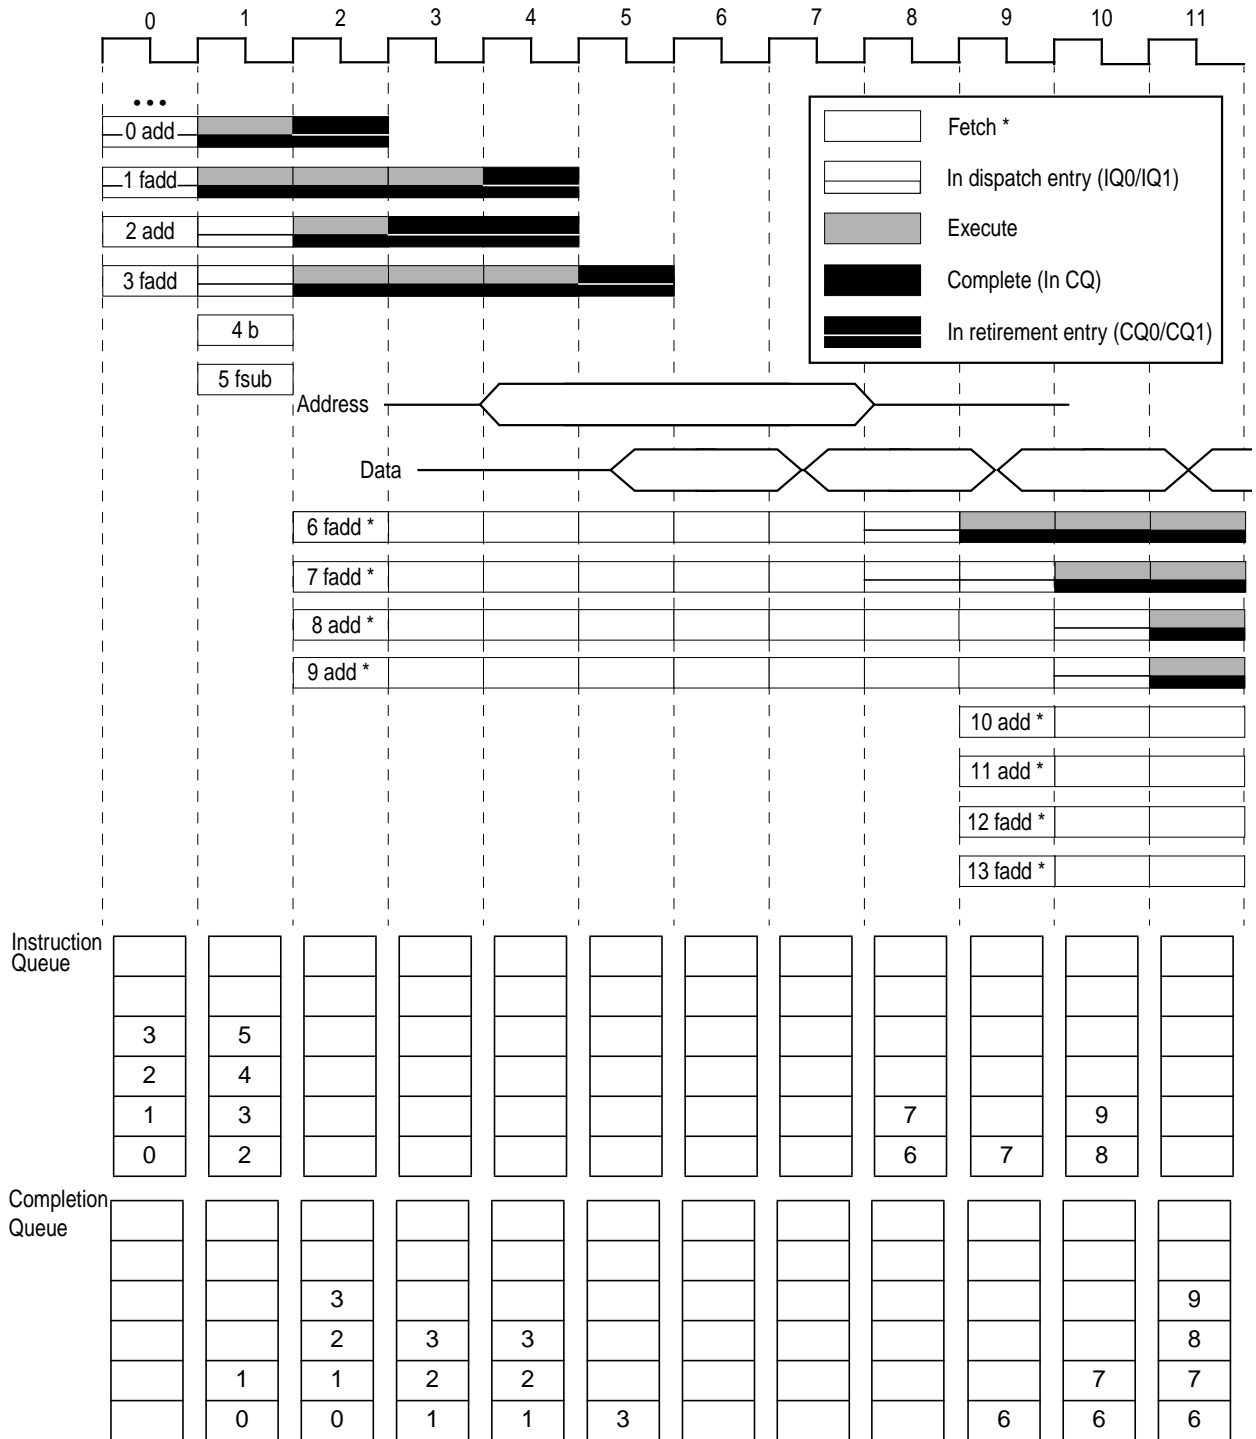 0 1 2 3 4 5 6 7 8 9 10 11
...
0 add
1 fadd
2 add
3 fadd
4 b
5 fsub
Fetch *
In dispatch entry (IQ0/IQ1)
Execute
Complete (In CQ)
In retirement entry (CQ0/CQ1)
Address
Data
6 fadd *
7 fadd *
8 add *
9 add *
10 add *
11 add *
12 fadd *
13 fadd *
Instruction
Queue
3 5
2 4
1 3 7 9
0 2 6 7 8
Completion
Queue
3 9
2 3 3 8
1 1 2 2 7 7
0 0 1 1 3 6 6 6